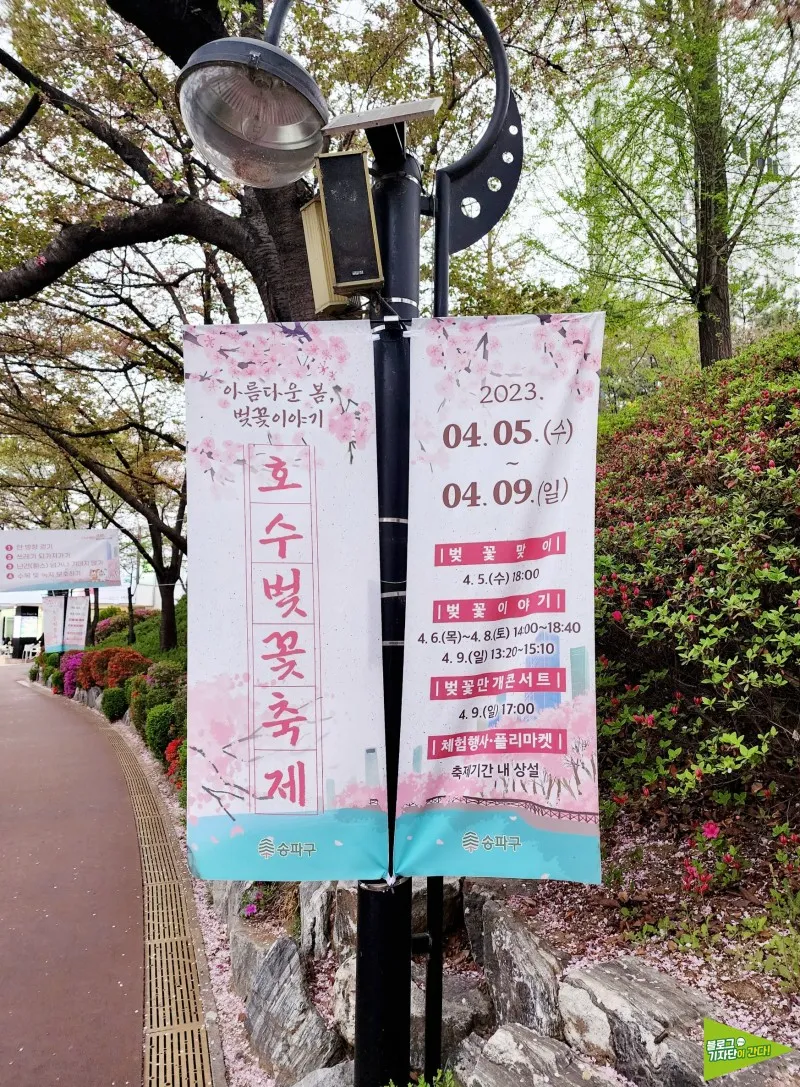 아름다운 봄,
벚꽃이야기
호수벚꽃축제
송파구
2023.
04. 05. (수)
~
04. 09. (일)
벚꽃맞이
4. 5.(수) 18:00
벚꽃이야기
4. 6.(목)~4. 8.(토) 14:00~18:40
4. 9.(일) 13:20~15:10
벚꽃만개콘서트
4. 9.(일) 17:00
체험행사·플리마켓
축제기간 내 상설
송파구
블로그
기자단이 간다!